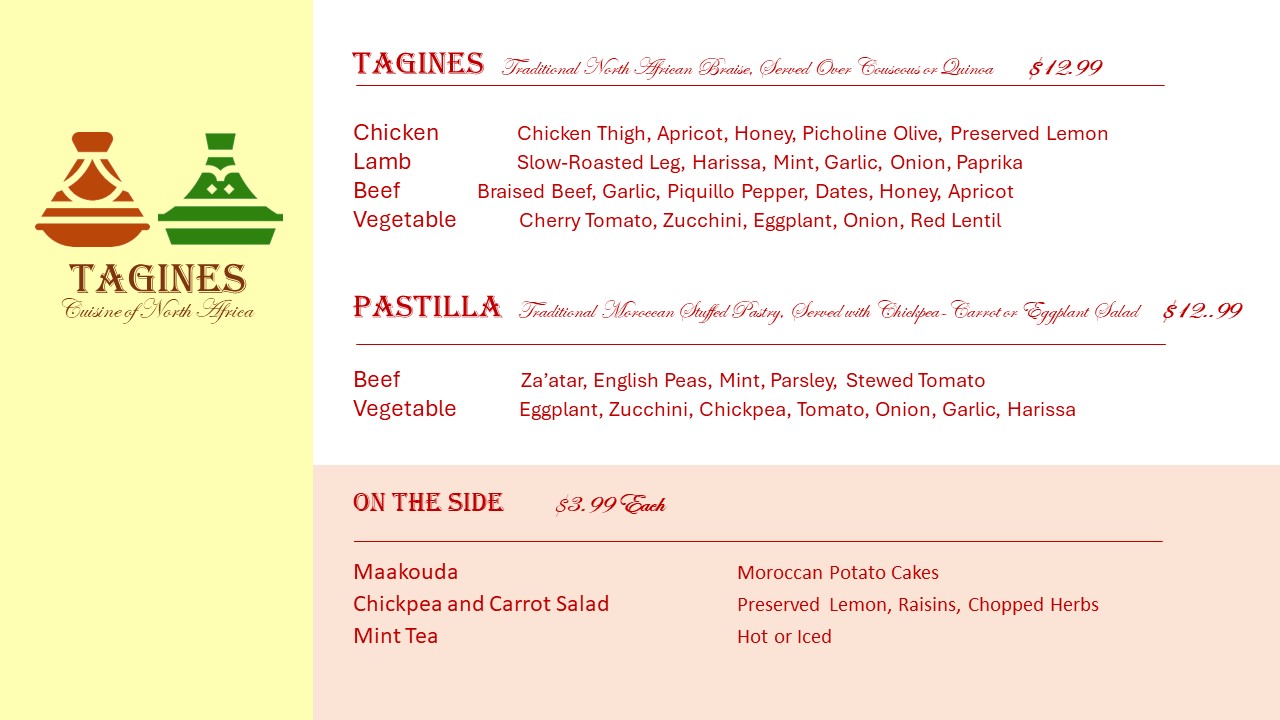 TAGINES
Cuisine of North Africa
TAGINES Traditional North African Braise, Served Over Couscous or Quinoa $12.99
Chicken Chicken Thigh, Apricot, Honey, Picholine Olive, Preserved Lemon
Lamb Slow-Roasted Leg, Harissa, Mint, Garlic, Onion, Paprika
Beef Braised Beef, Garlic, Piquillo Pepper, Dates, Honey, Apricot
Vegetable Cherry Tomato, Zucchini, Eggplant, Onion, Red Lentil
PASTILLA Traditional Moroccan Stuffed Pastry, Served with Chickpea- Carrot or Eggplant Salad $12..99
Beef Za’atar, English Peas, Mint, Parsley, Stewed Tomato
Vegetable Eggplant, Zucchini, Chickpea, Tomato, Onion, Garlic, Harissa
ON THE SIDE $3.99 Each
Maakouda Moroccan Potato Cakes
Chickpea and Carrot Salad Preserved Lemon, Raisins, Chopped Herbs
Mint Tea Hot or Iced